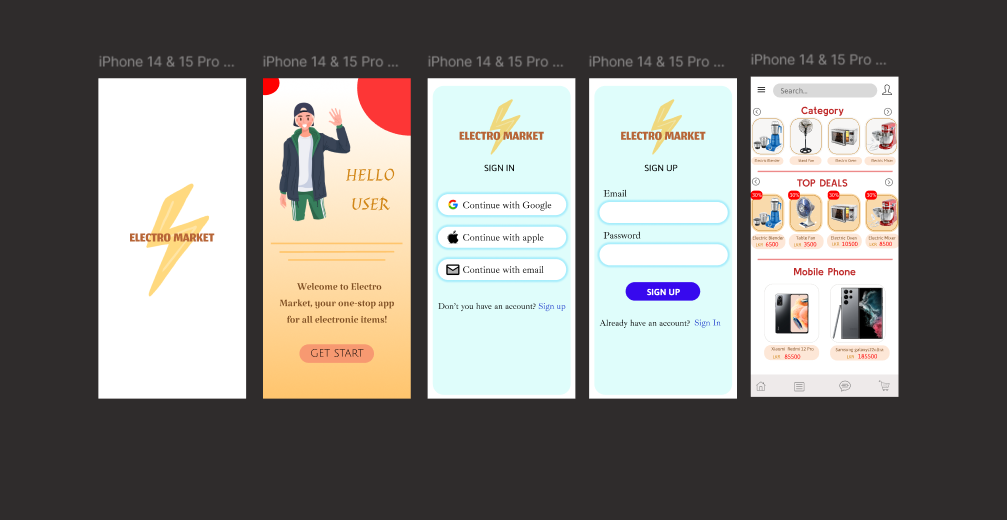 iPhone 14 & 15 Pro ...
ELECTRO MARKET
iPhone 14 & 15 Pro ...
HELLO
USER
Welcome to Electro
Market, your one-stop app
for all electronic items!
GET START
iPhone 14 & 15 Pro ...
ELECTRO MARKET
SIGN IN
Continue with Google
Continue with apple
Continue with email
Don't you have an account? Sign up
iPhone 14 & 15 Pro ...
ELECTRO MARKET
SIGN UP
Email
Password
SIGN UP
Already have an account? Sign In
iPhone 14 & 15 Pro ...
Search...
Category
Electric Blender
Stand Fan
Electric Oven
Electric Mixer
TOP DEALS
30%
30%
30%
30%
Electric Blender
LKR 6500
Table Fan
LKR 3500
Electric Oven
LKR 10500
Electric Mixer
LKR 8500
Mobile Phone
Xiaomi Redmi 12 Pro
LKR 85500
Samsung
LKR 185500